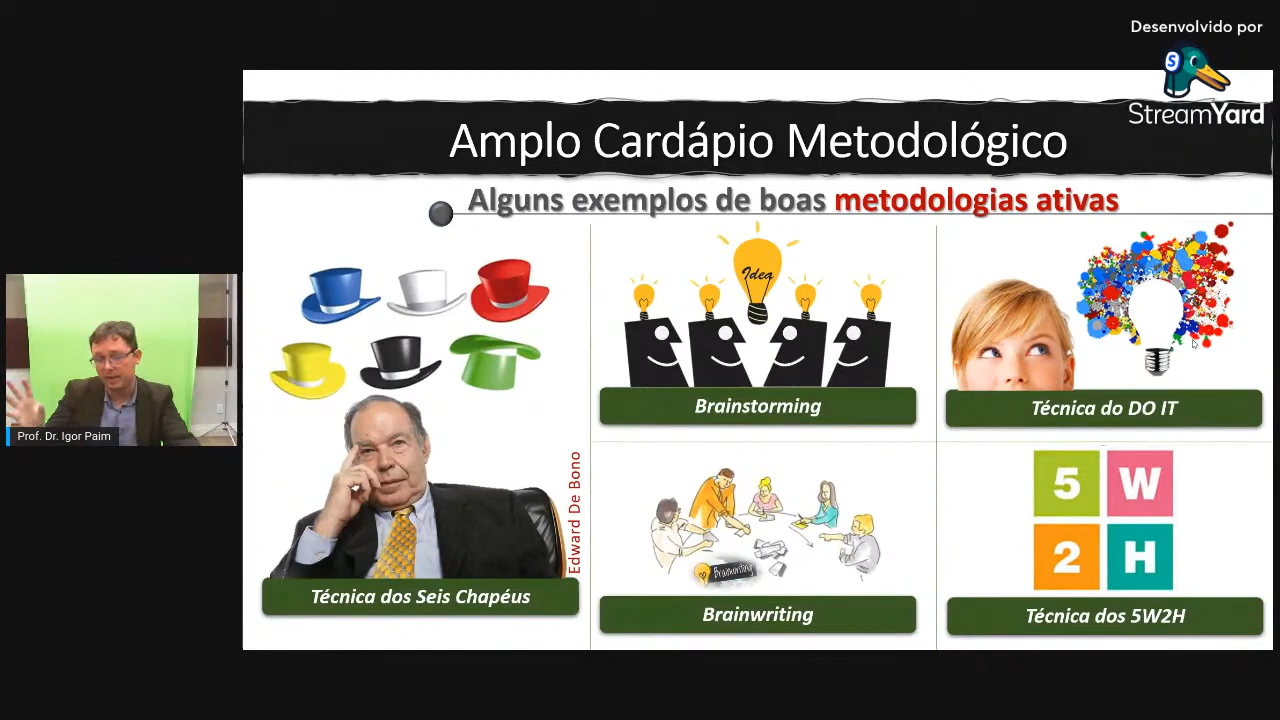 Desenvolvido por
S
StreamYard
Amplo Cardápio Metodológico
Alguns exemplos de boas metodologias ativas
Idea
Brainstorming
Técnica do DO IT
Prof. Dr. Igor Paim
Edward De Bono
5 W
2 H
Brainwriting
Técnica dos Seis Chapéus
Brainwriting
Técnica dos 5W2H